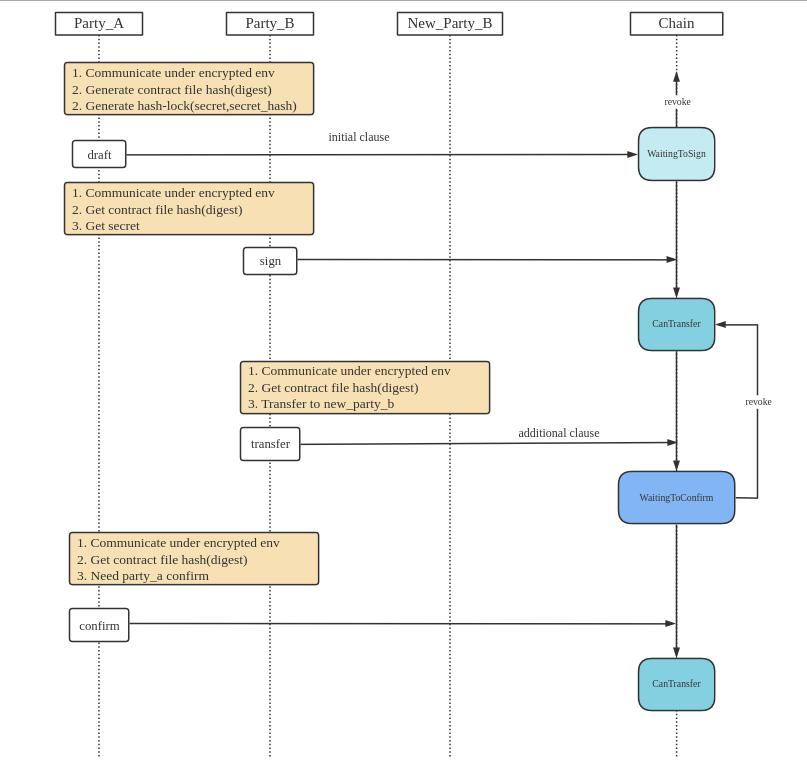 Party_A
Party_B
New_Party_B
Chain
1. Communicate under encrypted env
2. Generate contract file hash(digest)
2. Generate hash-lock(secret,secret_hash)
revoke
initial clause
draft
WaitingToSign
1. Communicate under encrypted env
2. Get contract file hash(digest)
3. Get secret
sign
CanTransfer
1. Communicate under encrypted env
2. Get contract file hash(digest)
3. Transfer to new_party_b
revoke
additional clause
transfer
WaitingToConfirm
1. Communicate under encrypted env
2. Get contract file hash(digest)
3. Need party_a confirm
confirm
CanTransfer